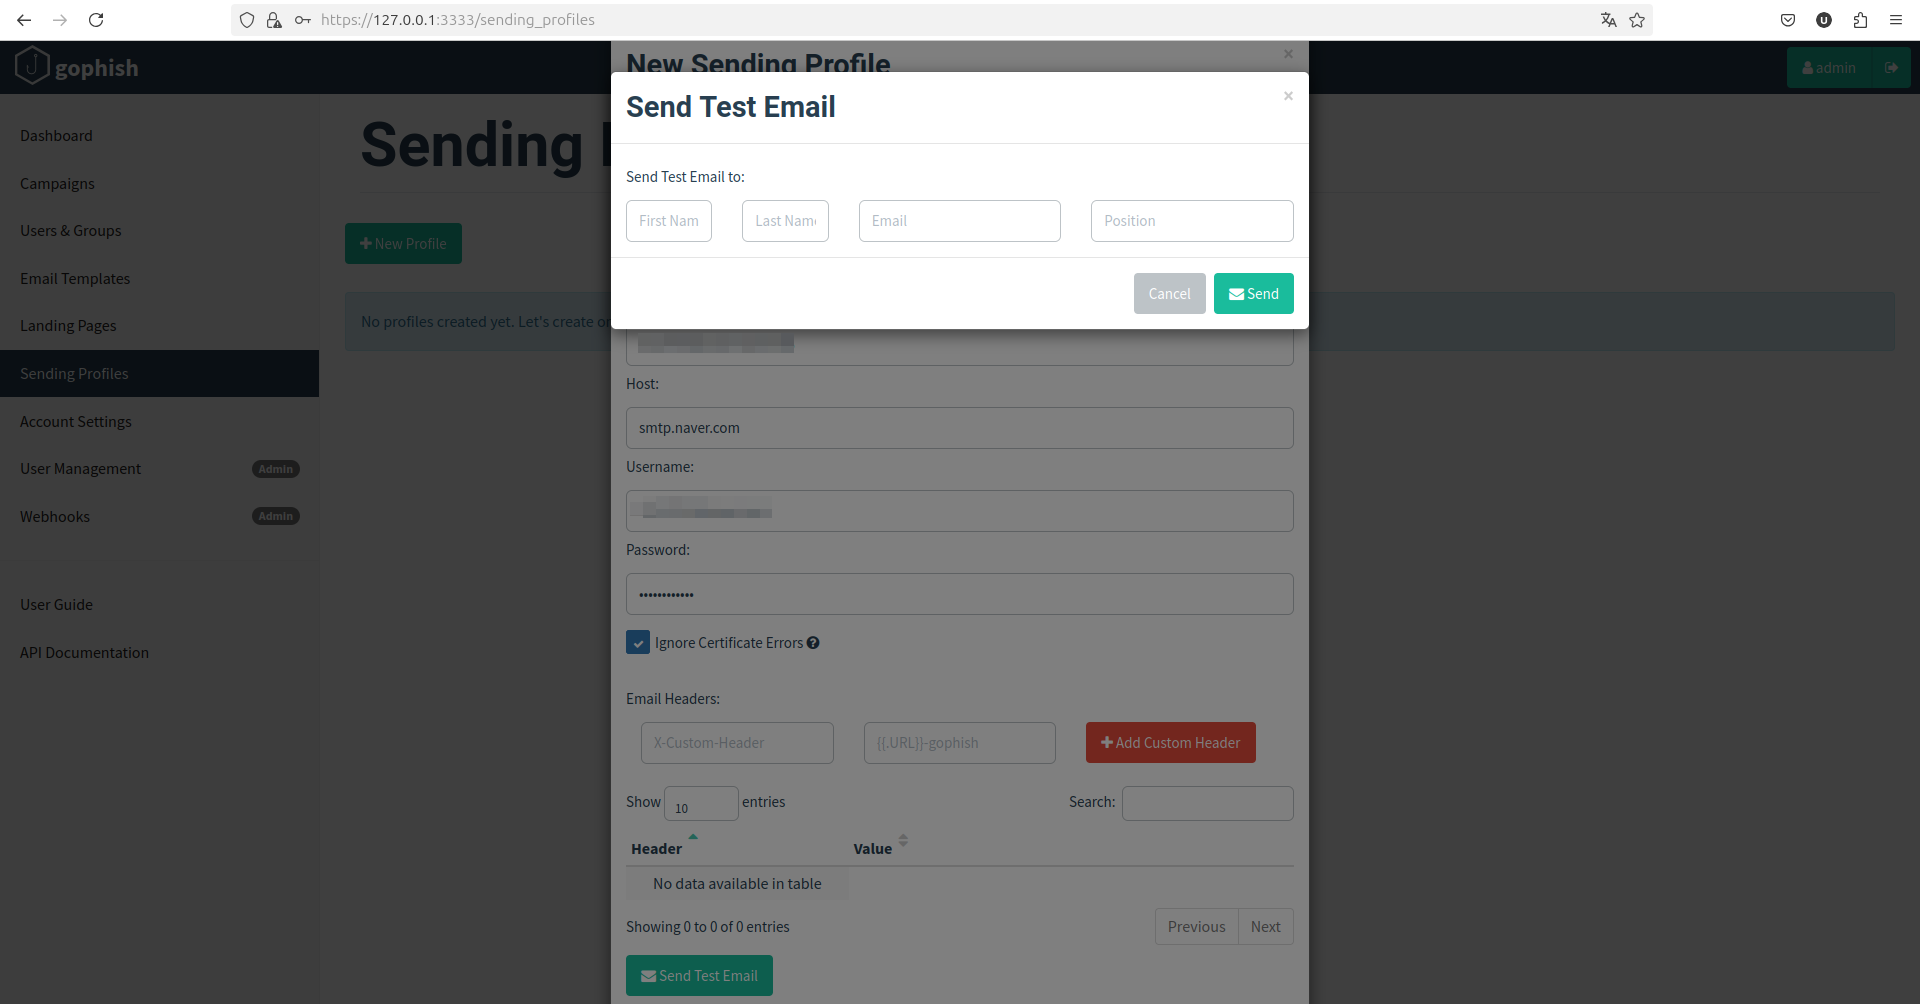 https://127.0.0.1:3333/sending_profiles
U
gophish
admin
New Sending Profile
×
Send Test Email
×
Send Test Email to:
First Nam
Last Name
Email
Position
Cancel
Send
Dashboard
Campaigns
Users & Groups
Email Templates
Landing Pages
Sending Profiles
Account Settings
User Management Admin
Webhooks Admin
User Guide
API Documentation
Sending
New Profile
No profiles created yet. Let's create
Host:
smtp.naver.com
Username:
Password:
••••••••••••
Ignore Certificate Errors
Email Headers:
X-Custom-Header
{{.URL}}-gophish
Add Custom Header
Show 10 entries
Search:
Header Value
No data available in table
Showing 0 to 0 of 0 entries
Previous Next
Send Test Email